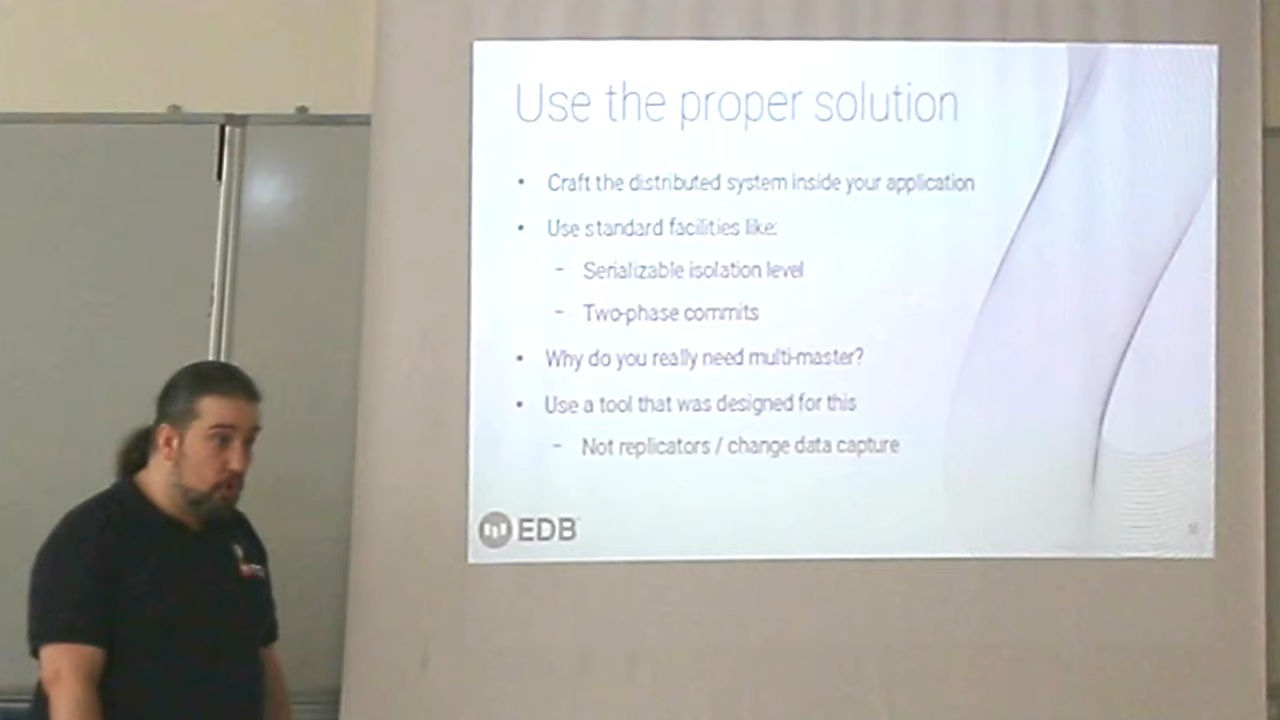 Use the proper solution
• Craft the distributed system inside your application
• Use standard facilities like:
− Serializable isolation level
− Two-phase commits
• Why do you really need multi-master?
• Use a tool that was designed for this
− Not replicators / change data capture
EDB